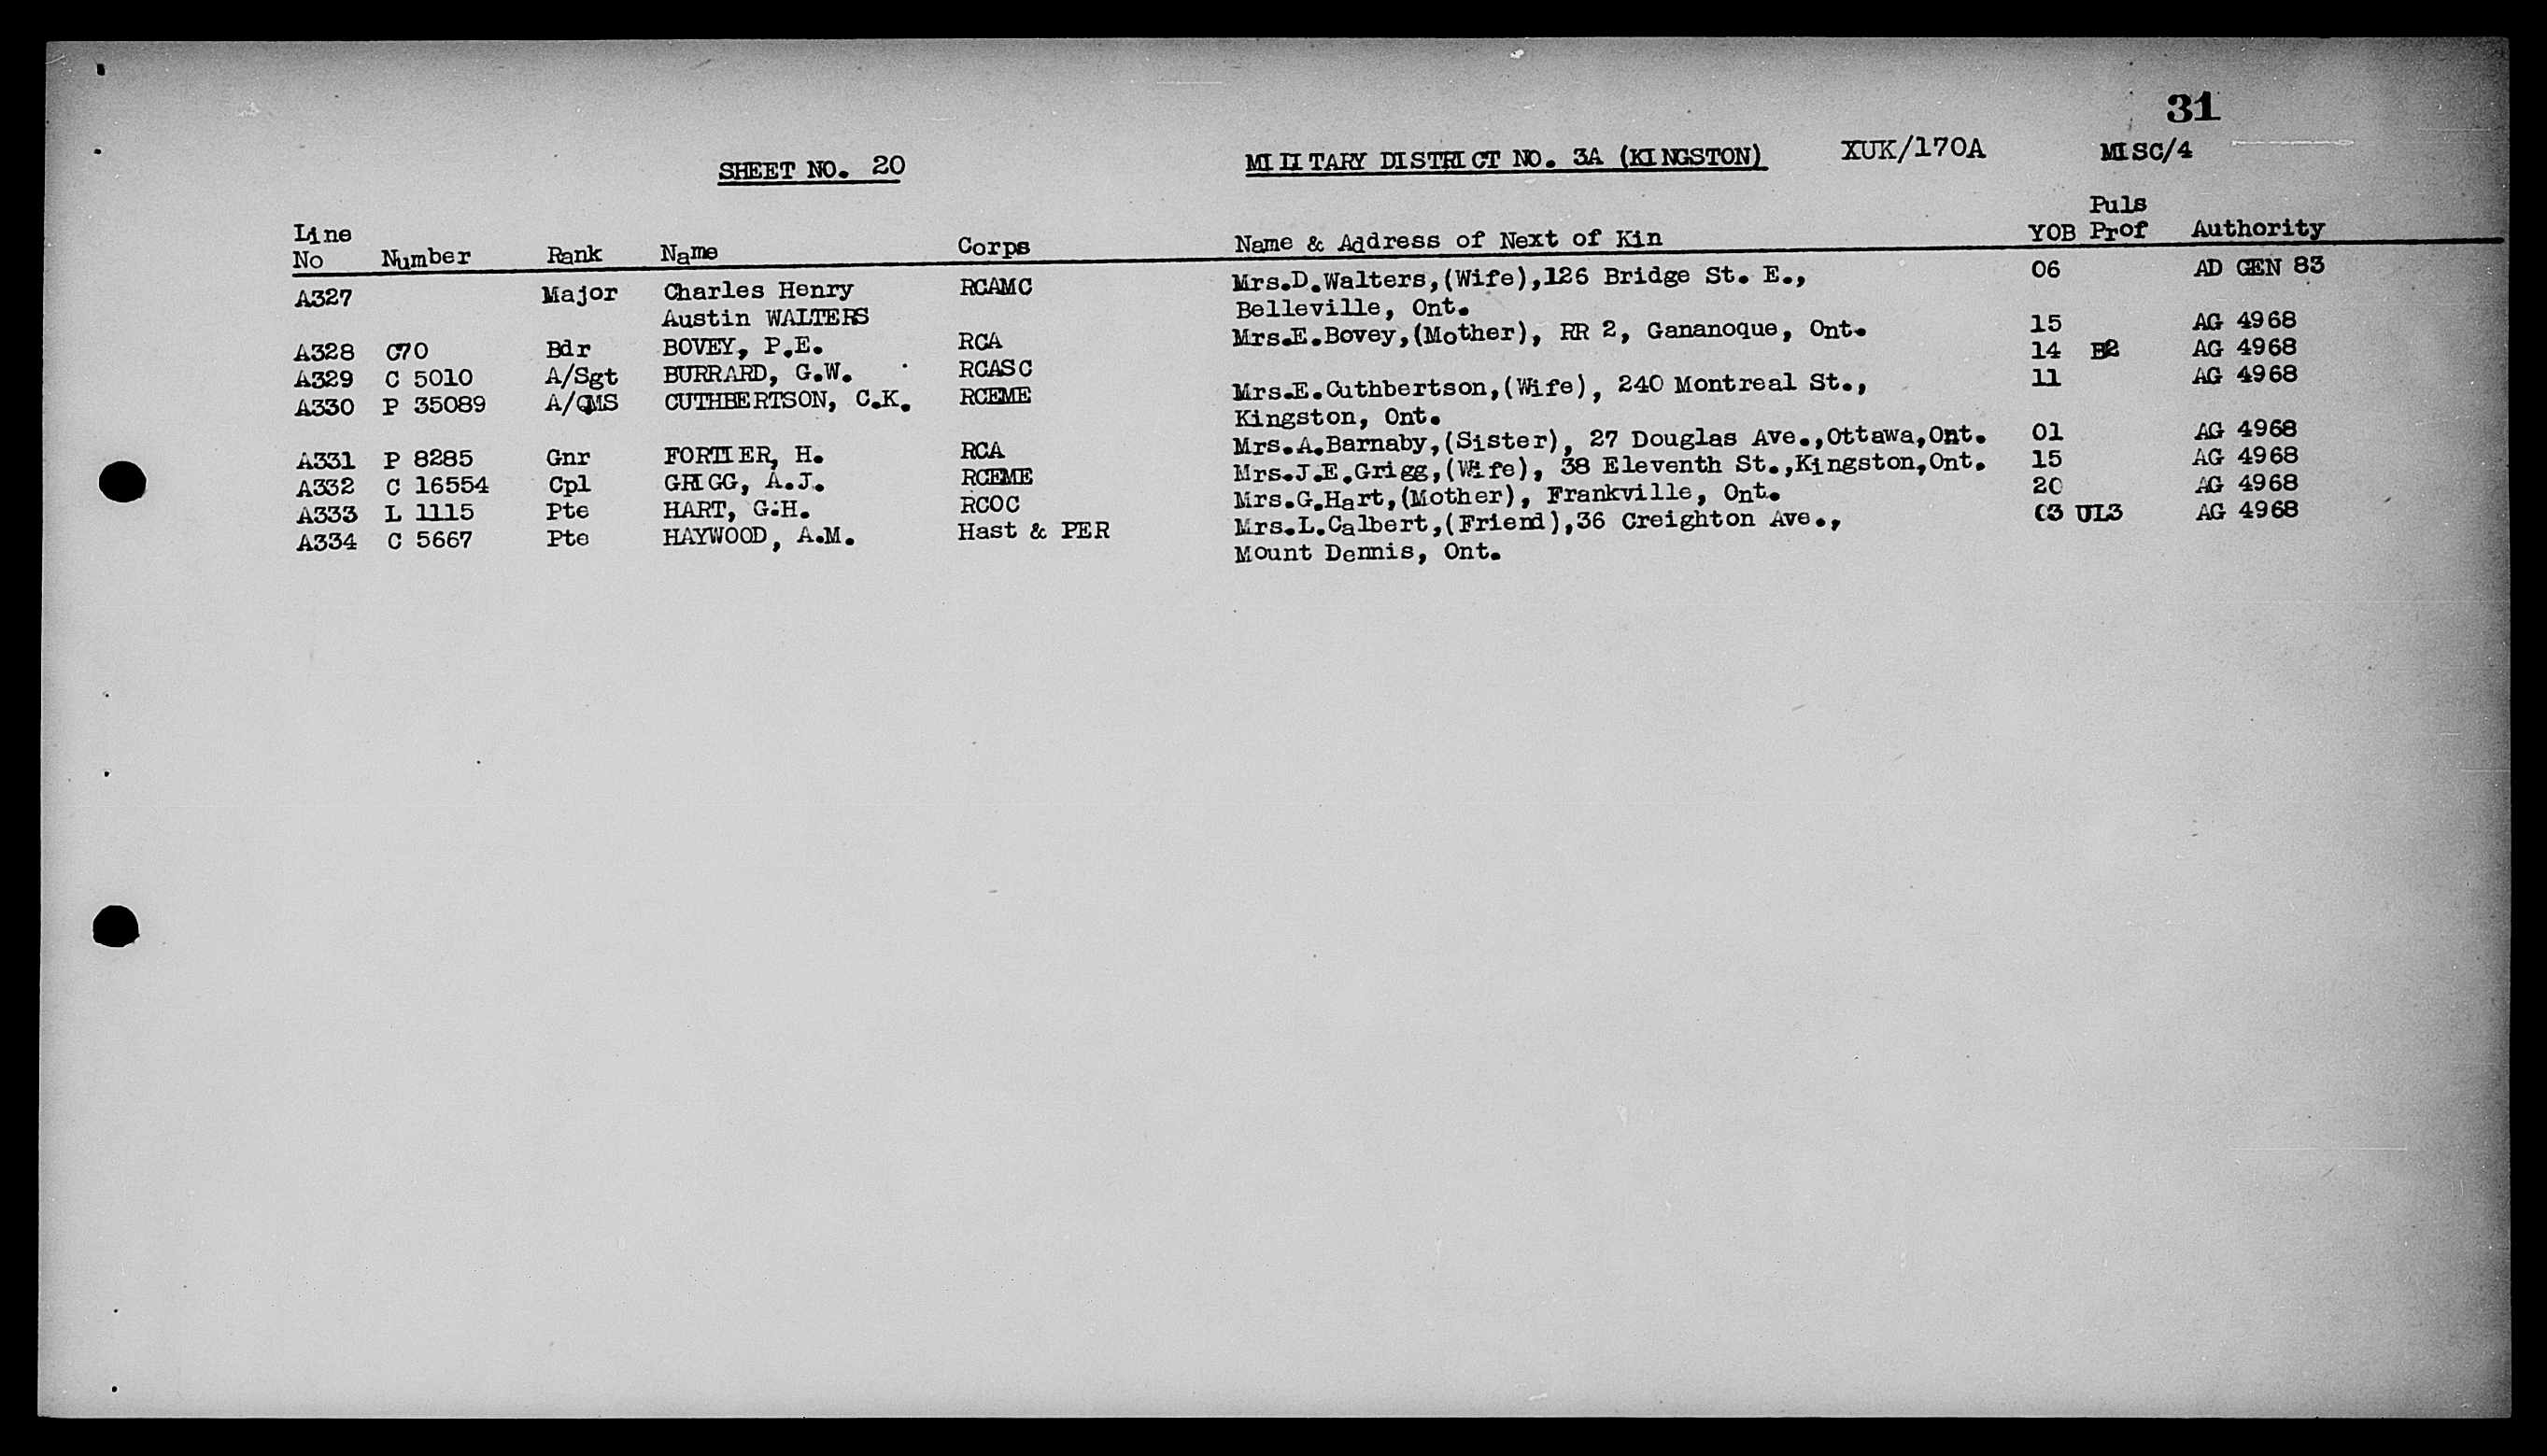 31
SHEET NO. 20 MILITARY DISTRICT NO. 3A (KINGSTON) XUK/170A MISC/4
Line No Number Rank Name Corps Name & Address of Next of Kin YOB Puls Prof Authority
A327 Major Charles Henry RCAMC Mrs.D.Walters,(Wife),126 Bridge St. E., 06 AD GEN 83
Austin WALTERS Belleville, Ont.
A328 C70 Bdr BOVEY, P.E. RCA Mrs.E.Bovey,(Mother), RR 2, Gananoque, Ont. 15 AG 4968
A329 C 5010 A/Sgt BURRARD, G.W. RCASC 14 E2 AG 4968
A330 P 35089 A/QMS CUTHBERTSON, C.K. RCEME Mrs.E.Cuthbertson,(Wife), 240 Montreal St., 11 AG 4968
Kingston, Ont.
A331 P 8285 Gnr FORTIER, H. RCA Mrs.A.Barnaby,(Sister), 27 Douglas Ave.,Ottawa,Ont. 01 AG 4968
A332 C 16554 Cpl GRIGG, A.J. RCEME Mrs.J.E.Grigg,(Wife), 38 Eleventh St.,Kingston,Ont. 15 AG 4968
A333 L 1115 Pte HART, G.H. RCOC Mrs.G.Hart,(Mother), Frankville, Ont. 20 AG 4968
A334 C 5667 Pte HAYWOOD, A.M. Hast & PER Mrs.L.Calbert,(Friend),36 Creighton Ave., 03 UL3 AG 4968
Mount Dennis, Ont.